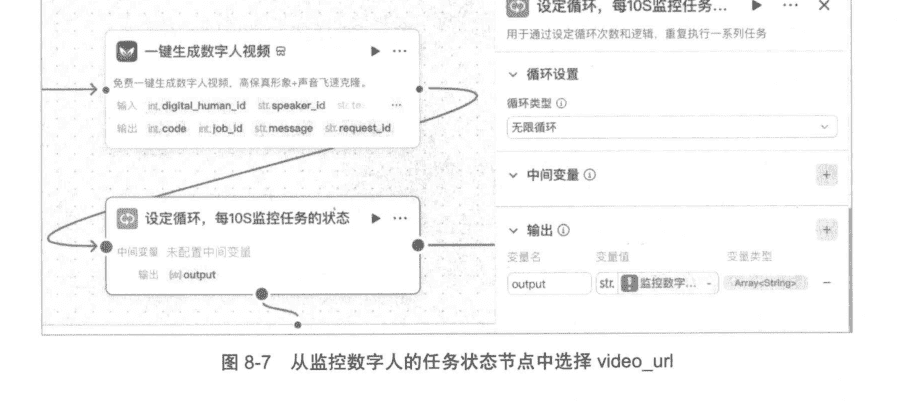 一键生成数字人视频
免费一键生成数字人视频，高保真形象+声音飞速克隆。
输入 int.digital_human_id str.speaker_id str.te ...
输出 int.code int.job_id str.message str.request_id
设定循环，每10S监控任务的状态
中间变量 未配置中间变量
输出 output
设定循环，每10S监控任务...
用于通过设定循环次数和逻辑，重复执行一系列任务
循环设置
循环类型
无限循环
中间变量
输出
变量名 变量值 变量类型
output str. 监控数字... Array<String>
图 8-7 从监控数字人的任务状态节点中选择 video_url